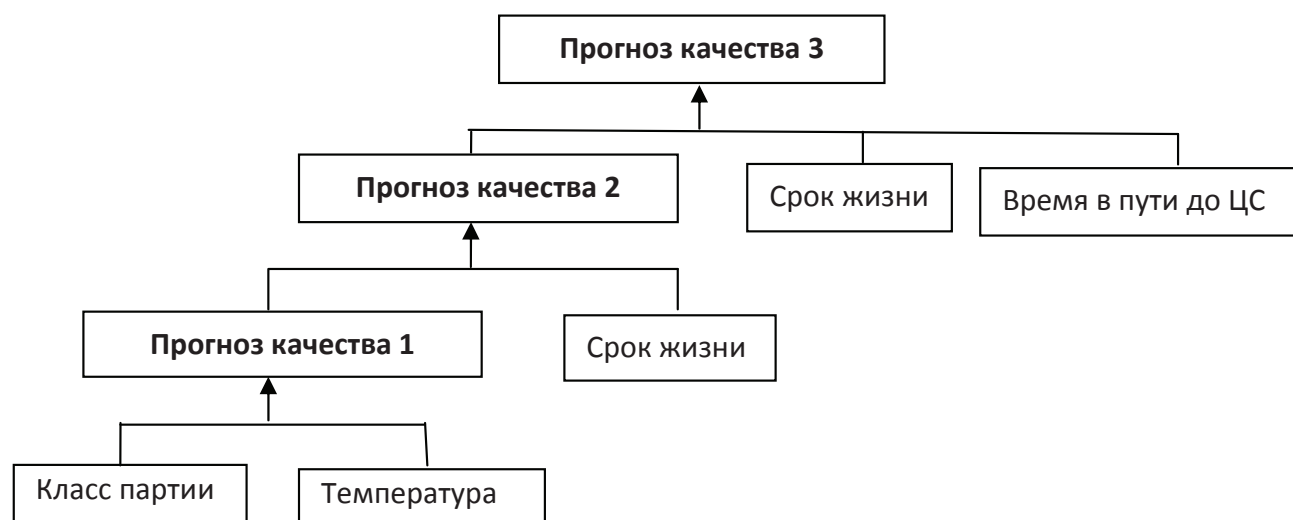 Прогноз качества 3
Прогноз качества 2
Срок жизни
Время в пути до ЦС
Прогноз качества 1
Срок жизни
Класс партии
Температура